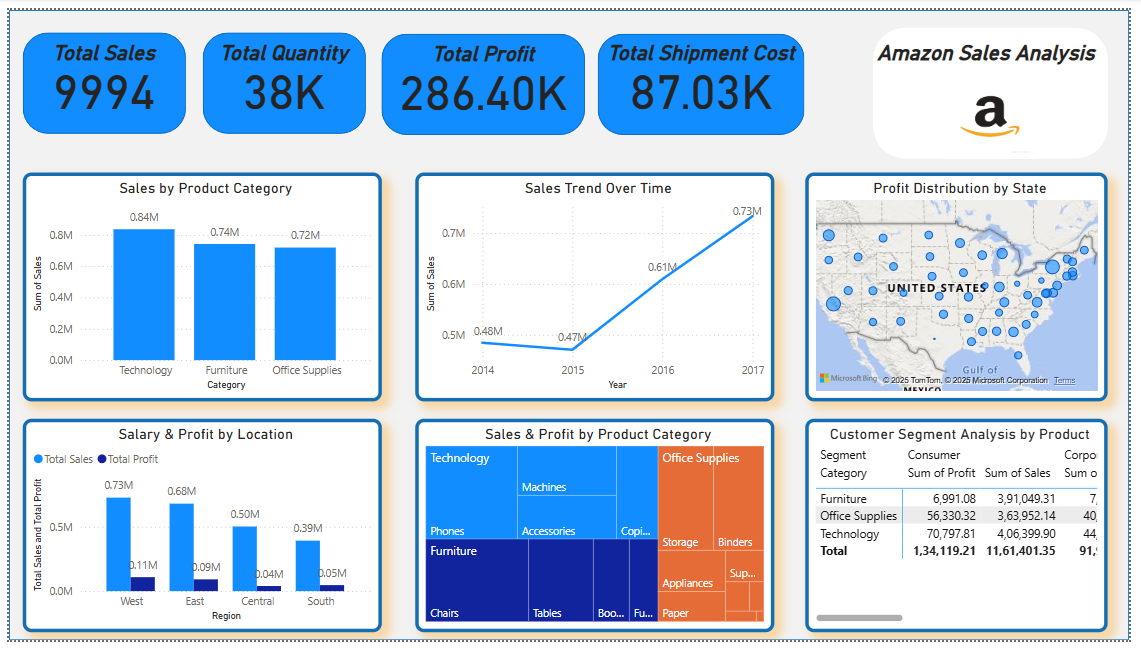 Total Sales
9994
Total Quantity
38K
Total Profit
286.40K
Total Shipment Cost
87.03K
Amazon Sales Analysis
a
Sales by Product Category
Sum of Sales
0.8M
0.6M
0.4M
0.2M
0.0M
0.84M
0.74M
0.72M
Technology
Furniture
Office Supplies
Category
Sales Trend Over Time
Sum of Sales
0.7M
0.6M
0.5M
0.48M
0.47M
0.61M
0.73M
2014
2015
2016
2017
Year
Profit Distribution by State
UNITED STATES
Gulf of
MEXICO
Microsoft Bing
© 2025 TomTom, © 2025 Microsoft Corporation Terms
Salary & Profit by Location
Total Sales Total Profit
Total Sales and Total Profit
0.5M
0.0M
0.73M
0.11M
0.68M
0.09M
0.50M
0.04M
0.39M
0.05M
West
East
Central
South
Region
Sales & Profit by Product Category
Technology
Phones
Machines
Accessories
Copi...
Furniture
Chairs
Tables
Boo...
Fu...
Office Supplies
Storage
Binders
Appliances
Sup...
Paper
Customer Segment Analysis by Product
Segment Consumer Corpo
Category Sum of Profit Sum of Sales Sum o
Furniture 6,991.08 3,91,049.31 7,
Office Supplies 56,330.32 3,63,952.14 40,
Technology 70,797.81 4,06,399.90 44,
Total 1,34,119.21 11,61,401.35 91,